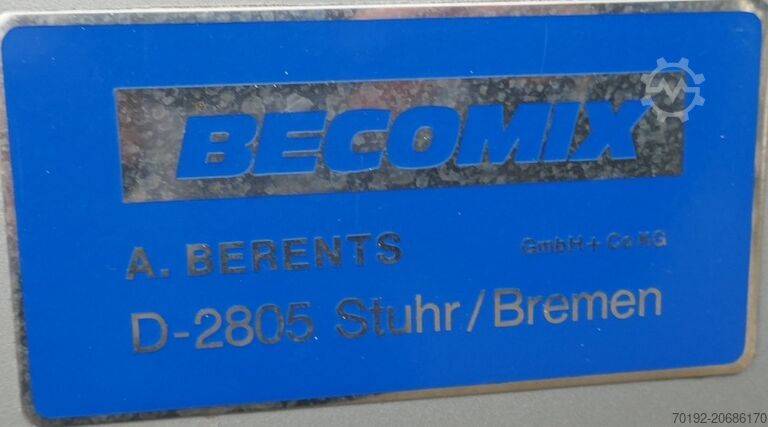 BECOMIX
A. BERENTS GmbH + Co KG
D-2805 Stuhr/Bremen
70192-20686170